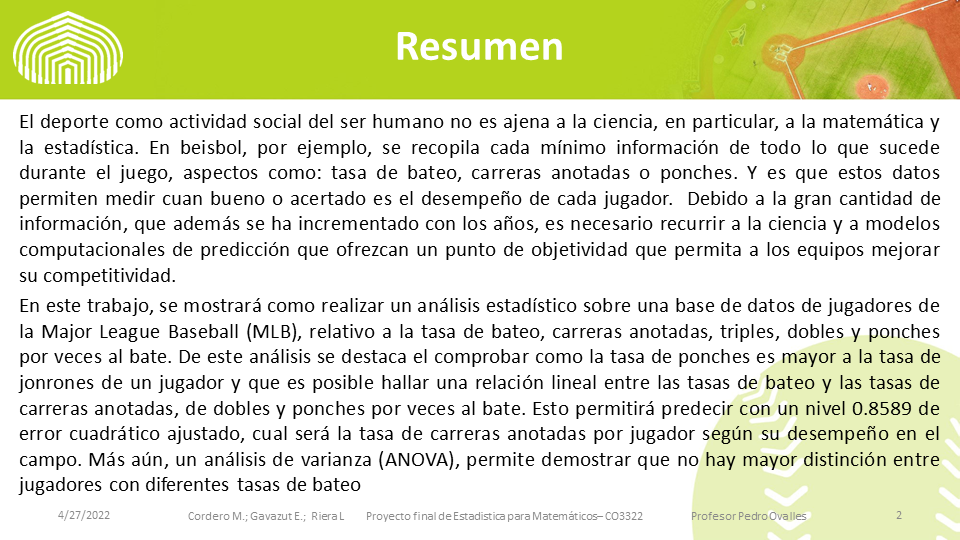 Resumen
El deporte como actividad social del ser humano no es ajena a la ciencia, en particular, a la matemática y
la estadística. En beisbol, por ejemplo, se recopila cada mínimo información de todo lo que sucede
durante el juego, aspectos como: tasa de bateo, carreras anotadas o ponches. Y es que estos datos
permiten medir cuan bueno o acertado es el desempeño de cada jugador. Debido a la gran cantidad de
información, que además se ha incrementado con los años, es necesario recurrir a la ciencia y a modelos
computacionales de predicción que ofrezcan un punto de objetividad que permita a los equipos mejorar
su competitividad.
En este trabajo, se mostrará como realizar un análisis estadístico sobre una base de datos de jugadores de
la Major League Baseball (MLB), relativo a la tasa de bateo, carreras anotadas, triples, dobles y ponches
por veces al bate. De este análisis se destaca el comprobar como la tasa de ponches es mayor a la tasa de
jonrones de un jugador y que es posible hallar una relación lineal entre las tasas de bateo y las tasas de
carreras anotadas, de dobles y ponches por veces al bate. Esto permitirá predecir con un nivel 0.8589 de
error cuadrático ajustado, cual será la tasa de carreras anotadas por jugador según su desempeño en el
campo. Más aún, un análisis de varianza (ANOVA), permite demostrar que no hay mayor distinción entre
jugadores con diferentes tasas de bateo
4/27/2022 Cordero M.; Gavazut E.; Riera L Proyecto final de Estadistica para Matemáticos– CO3322 Profesor Pedro Ovalles 2